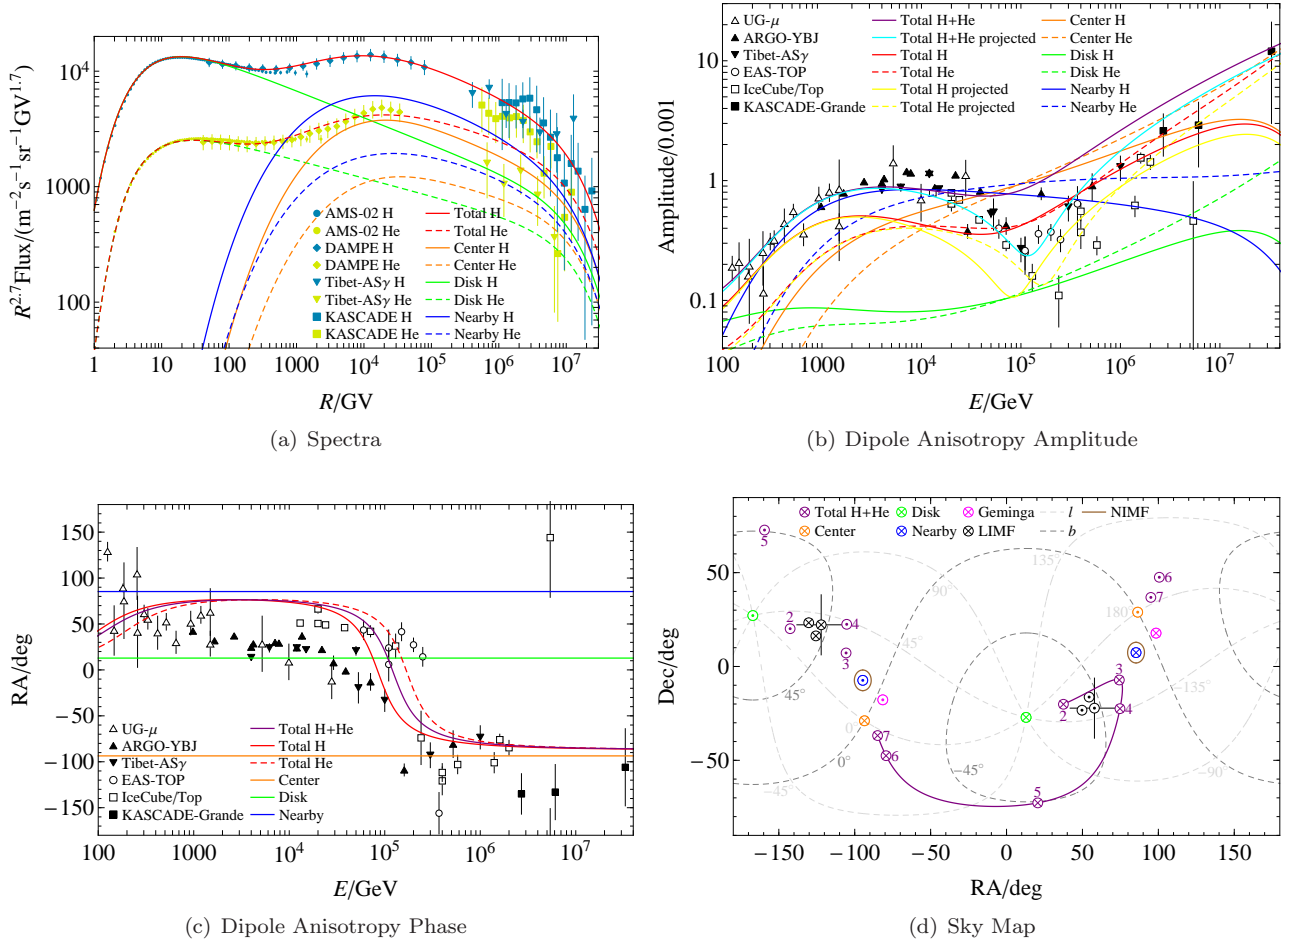 R^2.7 Flux/(m^-2 s^-1 sr^-1 GV^1.7)
10^4
1000
100
AMS-02 H
AMS-02 He
DAMPE H
DAMPE He
Tibet-ASγ H
Tibet-ASγ He
KASCADE H
KASCADE He
Total H
Total He
Center H
Center He
Disk H
Disk He
Nearby H
Nearby He
1 10 100 1000 10^4 10^5 10^6 10^7
R/GV
(a) Spectra
Amplitude/0.001
10
1
0.1
UG-μ
ARGO-YBJ
Tibet-ASγ
EAS-TOP
IceCube/Top
KASCADE-Grande
Total H+He
Total H+He projected
Total H
Total He
Total H projected
Total He projected
Center H
Center He
Disk H
Disk He
Nearby H
Nearby He
100 1000 10^4 10^5 10^6 10^7
E/GeV
(b) Dipole Anisotropy Amplitude
RA/deg
150
100
50
0
−50
−100
−150
UG-μ
ARGO-YBJ
Tibet-ASγ
EAS-TOP
IceCube/Top
KASCADE-Grande
Total H+He
Total H
Total He
Center
Disk
Nearby
100 1000 10^4 10^5 10^6 10^7
E/GeV
(c) Dipole Anisotropy Phase
Dec/deg
50
0
−50
Total H+He
Center
Disk
Nearby
Geminga
LIMF
l
b
NIMF
5
135°
90°
6
7
180°
2
4
3
45°
−45°
3
2
4
−135°
45°
0°
7
6
0°
−45°
−90°
−45°
5
−150 −100 −50 0 50 100 150
RA/deg
(d) Sky Map